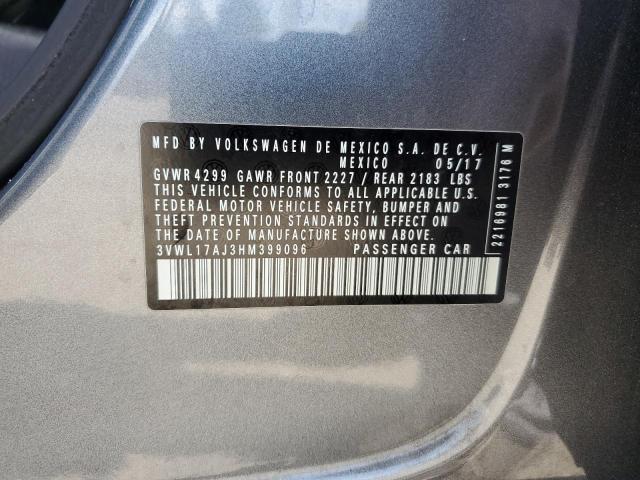 MFD BY VOLKSWAGEN DE MEXICO S.A. DE C.V.
MEXICO 05/17
GVWR 4299 GAWR FRONT 2227 / REAR 2183 LBS
THIS VEHICLE CONFORMS TO ALL APPLICABLE U.S.
FEDERAL MOTOR VEHICLE SAFETY, BUMPER AND
THEFT PREVENTION STANDARDS IN EFFECT ON
THE DATE OF MANUFACTURE SHOWN ABOVE.
3VWL17AJ3HM399096 PASSENGER CAR
2216981 3176 M